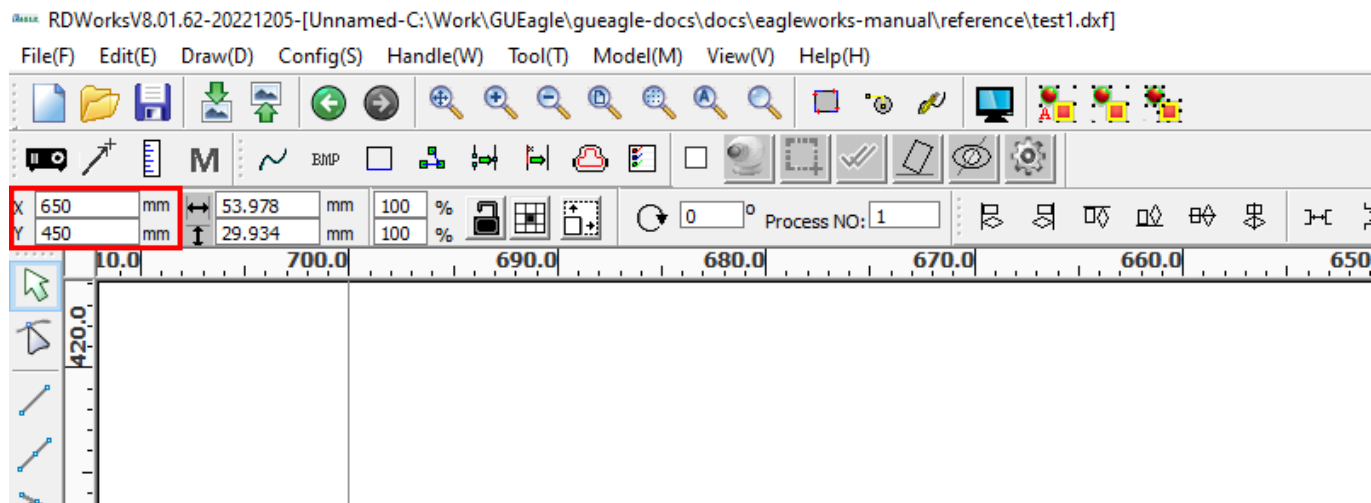 RDWorksV8.01.62-20221205-[Unnamed-C:\Work\GUEagle\gueagle-docs\docs\eagleworks-manual\reference\test1.dxf]
File(F) Edit(E) Draw(D) Config(S) Handle(W) Tool(T) Model(M) View(V) Help(H)
M BMP
X 650 mm 53.978 mm 100 %
Y 450 mm 29.934 mm 100 %
0 ° Process NO: 1
10.0 700.0 690.0 680.0 670.0 660.0 650
420.0